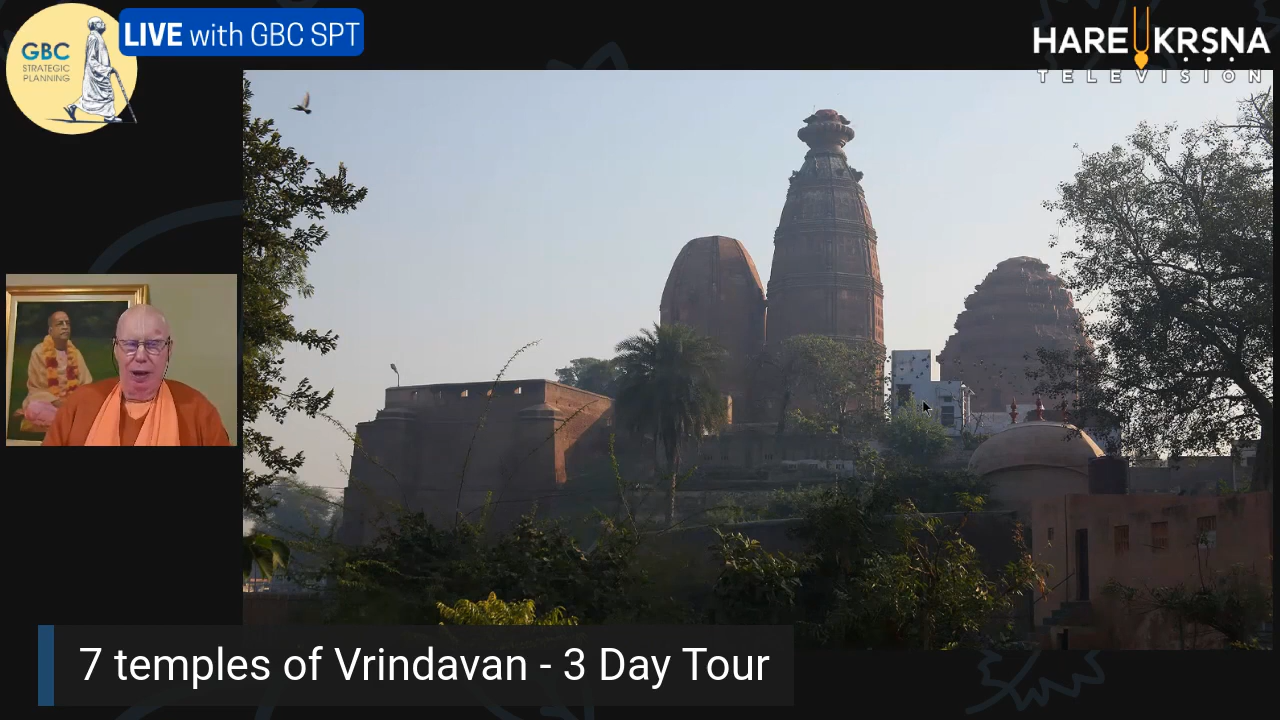 GBC
STRATEGIC
PLANNING
LIVE with GBC SPT
HARE KRSNA
TELEVISION
7 temples of Vrindavan - 3 Day Tour